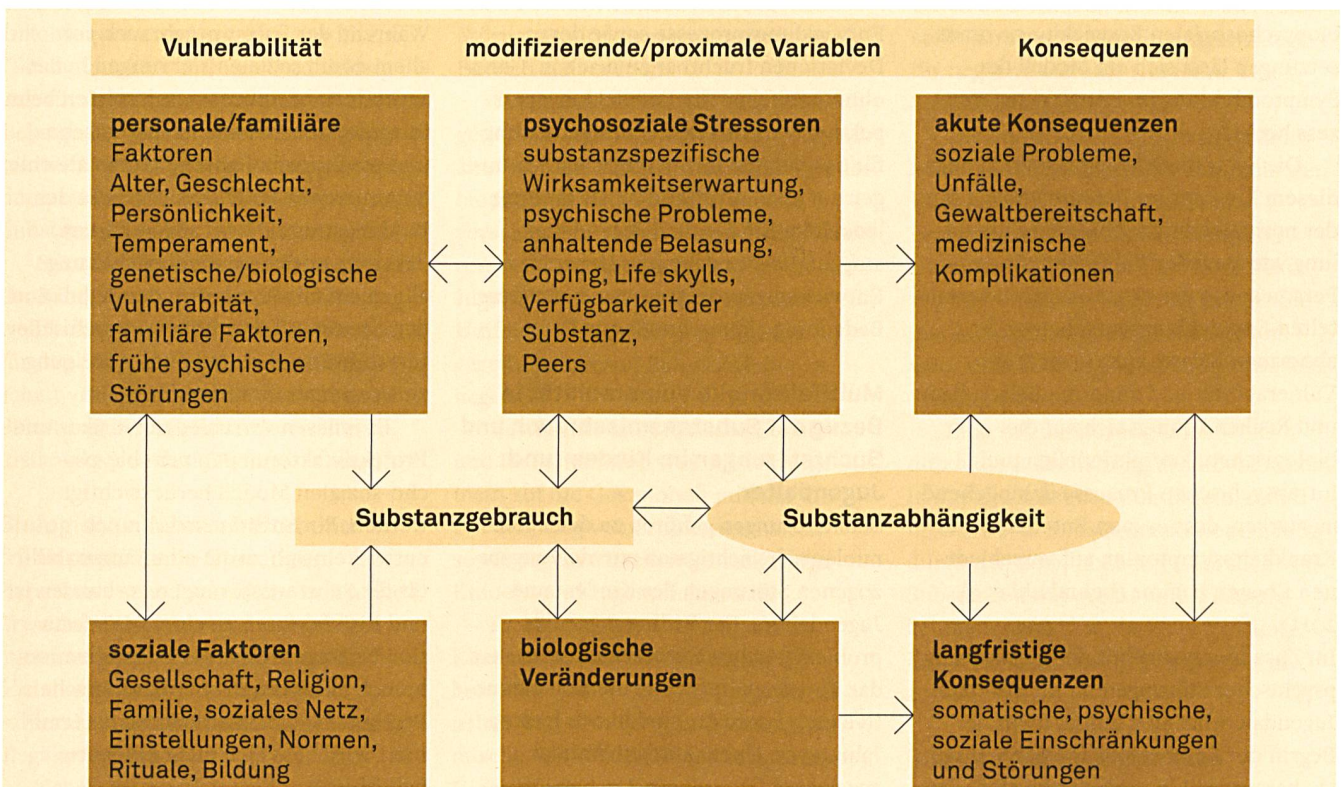 Vulnerabilität
modifizierende/proximale Variablen
Konsequenzen
personale/familiäre
Faktoren
Alter, Geschlecht,
Persönlichkeit,
Temperament,
genetische/biologische
Vulnerabität,
familiäre Faktoren,
frühe psychische
Störungen
psychosoziale Stressoren
substanzspezifische
Wirksamkeitserwartung,
psychische Probleme,
anhaltende Belasung,
Coping, Life skylls,
Verfügbarkeit der
Substanz,
Peers
akute Konsequenzen
soziale Probleme,
Unfälle,
Gewaltbereitschaft,
medizinische
Komplikationen
Substanzgebrauch
Substanzabhängigkeit
soziale Faktoren
Gesellschaft, Religion,
Familie, soziales Netz,
Einstellungen, Normen,
Rituale, Bildung
biologische
Veränderungen
langfristige
Konsequenzen
somatische, psychische,
soziale Einschränkungen
und Störungen